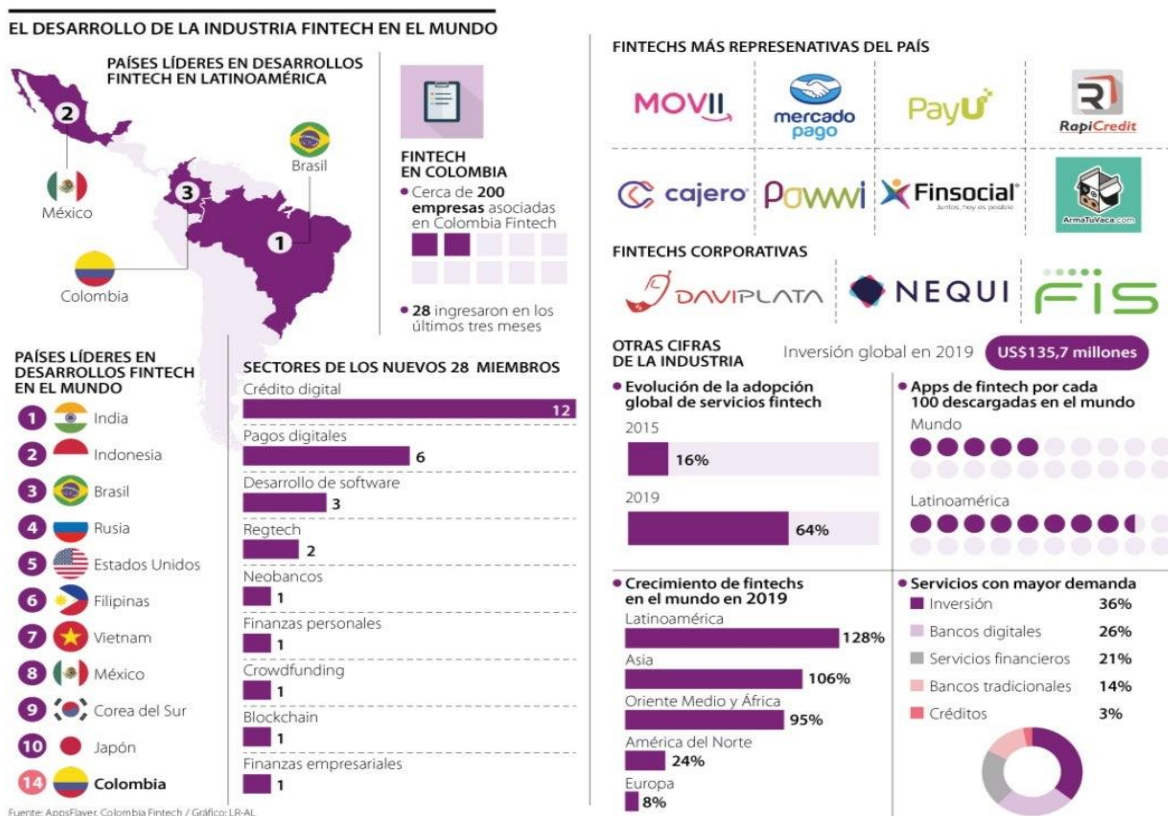 EL DESARROLLO DE LA INDUSTRIA FINTECH EN EL MUNDO
PAÍSES LÍDERES EN DESARROLLOS
FINTECH EN LATINOAMÉRICA
2
México
3
Colombia
Brasil
1
FINTECH
EN COLOMBIA
• Cerca de 200
empresas asociadas
en Colombia Fintech
• 28 ingresaron en los
últimos tres meses
PAÍSES LÍDERES EN
DESARROLLOS FINTECH
EN EL MUNDO
1 India
2 Indonesia
3 Brasil
4 Rusia
5 Estados Unidos
6 Filipinas
7 Vietnam
8 México
9 Corea del Sur
10 Japón
14 Colombia
SECTORES DE LOS NUEVOS 28 MIEMBROS
Crédito digital
12
Pagos digitales
6
Desarrollo de software
3
Regtech
2
Neobancos
1
Finanzas personales
1
Crowdfunding
1
Blockchain
1
Finanzas empresariales
1
Fuente: AppsFlayer, Colombia Fintech / Gráfico: LR-AL
FINTECHS MÁS REPRESENATIVAS DEL PAÍS
MOVII
mercado
pago
PayU
R
RapiCredit
cajero
Powwi
Finsocial
Juntos, hoy es posible
ArmaTuVaca.com
FINTECHS CORPORATIVAS
DAVIPLATA
NEQUI
FIS
OTRAS CIFRAS
DE LA INDUSTRIA
Inversión global en 2019 US$135,7 millones
• Evolución de la adopción
global de servicios fintech
2015
16%
2019
64%
• Apps de fintech por cada
100 descargadas en el mundo
Mundo
Latinoamérica
• Crecimiento de fintechs
en el mundo en 2019
Latinoamérica
128%
Asia
106%
Oriente Medio y África
95%
América del Norte
24%
Europa
8%
• Servicios con mayor demanda
Inversión 36%
Bancos digitales 26%
Servicios financieros 21%
Bancos tradicionales 14%
Créditos 3%